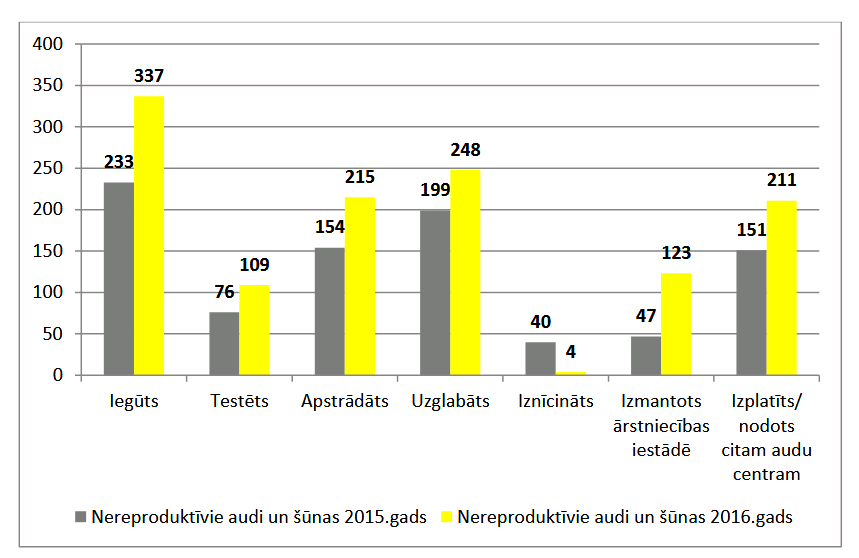 400
350
300
250
200
150
100
50
0
233
337
76
109
154
215
199
248
40
4
47
123
151
211
Iegūts
Testēts
Apstrādāts
Uzglabāts
Iznīcināts
Izmantots
ārstniecības
iestādē
Izplatīts/
nodots
citam audu
centram
Nereproduktīvie audi un šūnas 2015.gads
Nereproduktīvie audi un šūnas 2016.gads